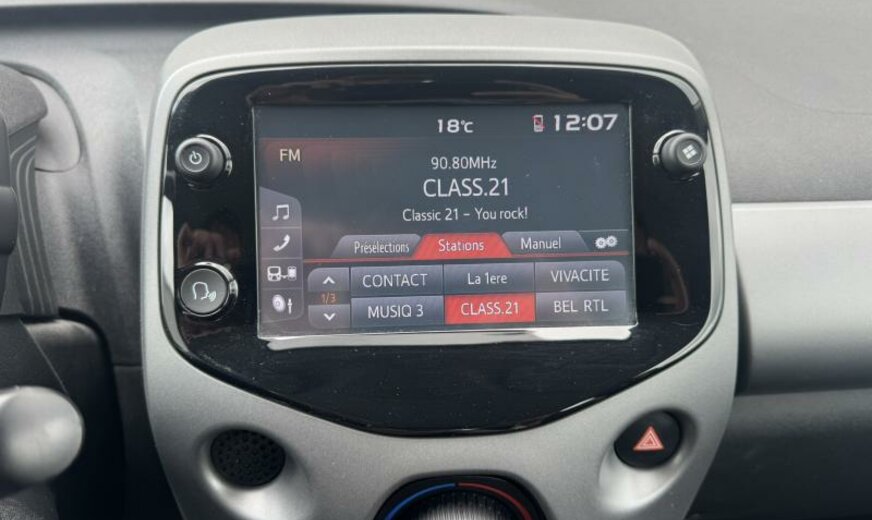 18°C 12:07
FM
90.80MHz
CLASS.21
Classic 21 - You rock!
Présélections Stations Manuel
CONTACT La 1ere VIVACITE
1/3
MUSIQ 3 CLASS.21 BEL RTL